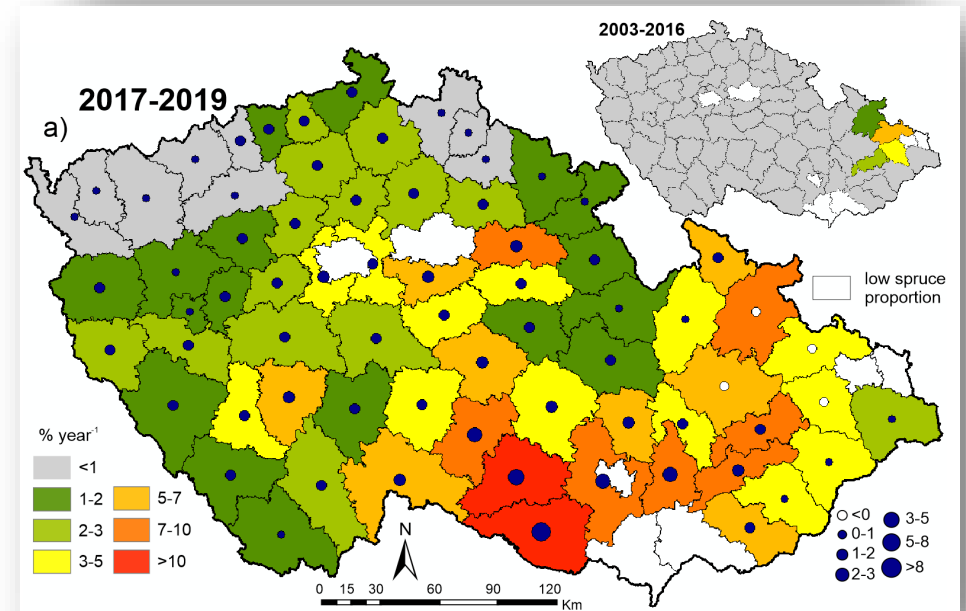 2003-2016
2017-2019
a)
low spruce
proportion
% year⁻¹
<1
1-2
5-7
2-3
7-10
3-5
>10
N
0 15 30 60 90 120
Km
<0
3-5
0-1
5-8
1-2
>8
2-3